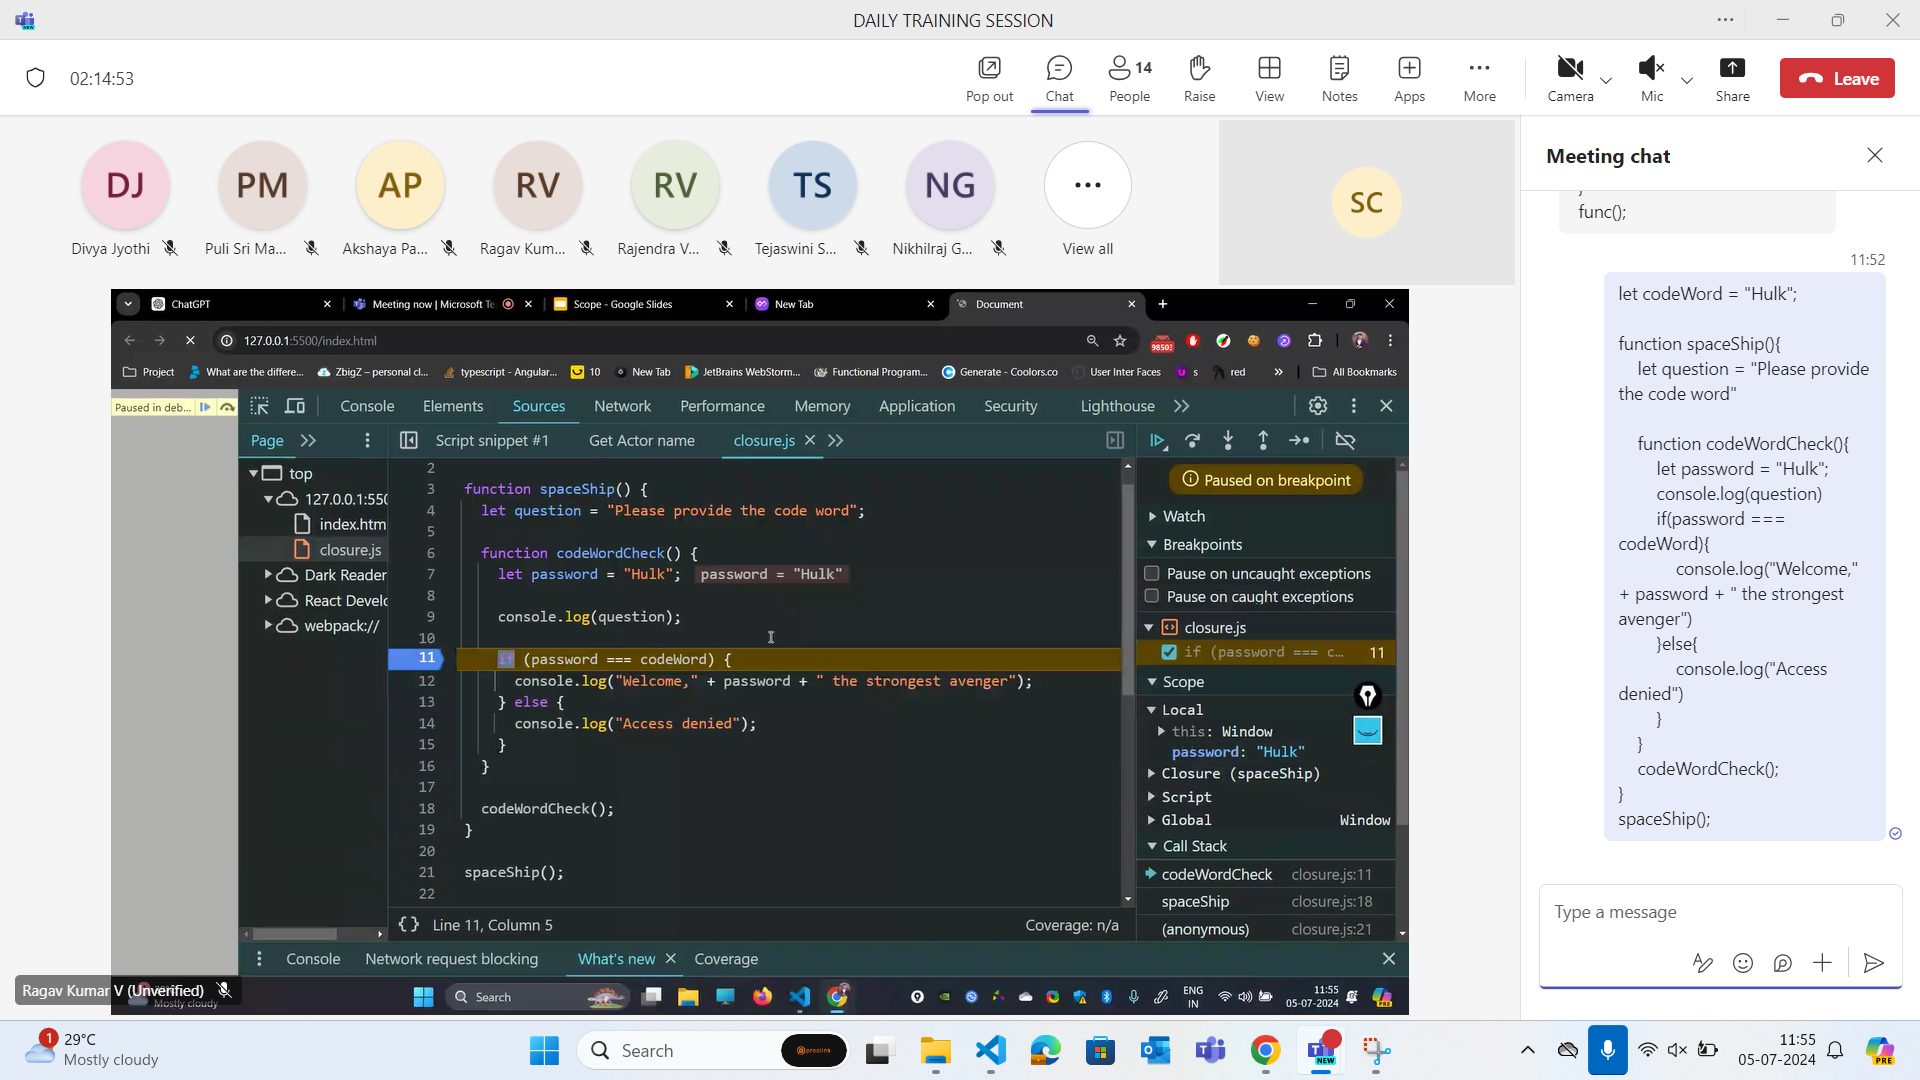 DAILY TRAINING SESSION
02:14:53
Pop out
Chat
14
People
Raise
View
Notes
Apps
More
Camera
Mic
Share
Leave
DJ
PM
AP
RV
RV
TS
NG
SC
Divya Jyothi
Puli Sri Ma...
Akshaya Pa...
Ragav Kum...
Rajendra V...
Tejaswini S...
Nikhilraj G...
View all
Meeting chat
}
func();
11:52
let codeWord = "Hulk";
function spaceShip(){
let question = "Please provide
the code word"
function codeWordCheck(){
let password = "Hulk";
console.log(question)
if(password ===
codeWord){
console.log("Welcome,"
+ password + " the strongest
avenger")
}else{
console.log("Access
denied")
}
}
codeWordCheck();
}
spaceShip();
Type a message
ChatGPT
Meeting now | Microsoft Te
Scope - Google Slides
New Tab
Document
127.0.0.1:5500/index.html
9850
Project
What are the differe...
ZbigZ – personal cl...
typescript - Angular...
10
New Tab
JetBrains WebStorm...
Functional Program...
Generate - Coolors.co
User Inter Faces
s
red
All Bookmarks
Paused in deb...
Console
Elements
Sources
Network
Performance
Memory
Application
Security
Lighthouse
Page
Script snippet #1
Get Actor name
closure.js
top
127.0.0.1:550
index.htm
closure.js
Dark Reader
React Develo
webpack://
2
3 function spaceShip() {
4 let question = "Please provide the code word";
5
6 function codeWordCheck() {
7 let password = "Hulk"; password = "Hulk"
8
9 console.log(question);
10
11 if (password === codeWord) {
12 console.log("Welcome," + password + " the strongest avenger");
13 } else {
14 console.log("Access denied");
15 }
16 }
17
18 codeWordCheck();
19 }
20
21 spaceShip();
22
{} Line 11, Column 5
Coverage: n/a
Paused on breakpoint
Watch
Breakpoints
Pause on uncaught exceptions
Pause on caught exceptions
closure.js
if (password === c... 11
Scope
Local
this: Window
password: "Hulk"
Closure (spaceShip)
Script
Global Window
Call Stack
codeWordCheck closure.js:11
spaceShip closure.js:18
(anonymous) closure.js:21
Console
Network request blocking
What's new
Coverage
Ragav Kumar V (Unverified)
Mostly cloudy
Search
ENG
IN
11:55
05-07-2024
PRE
1
29°C
Mostly cloudy
Search
NEW
11:55
05-07-2024
PRE